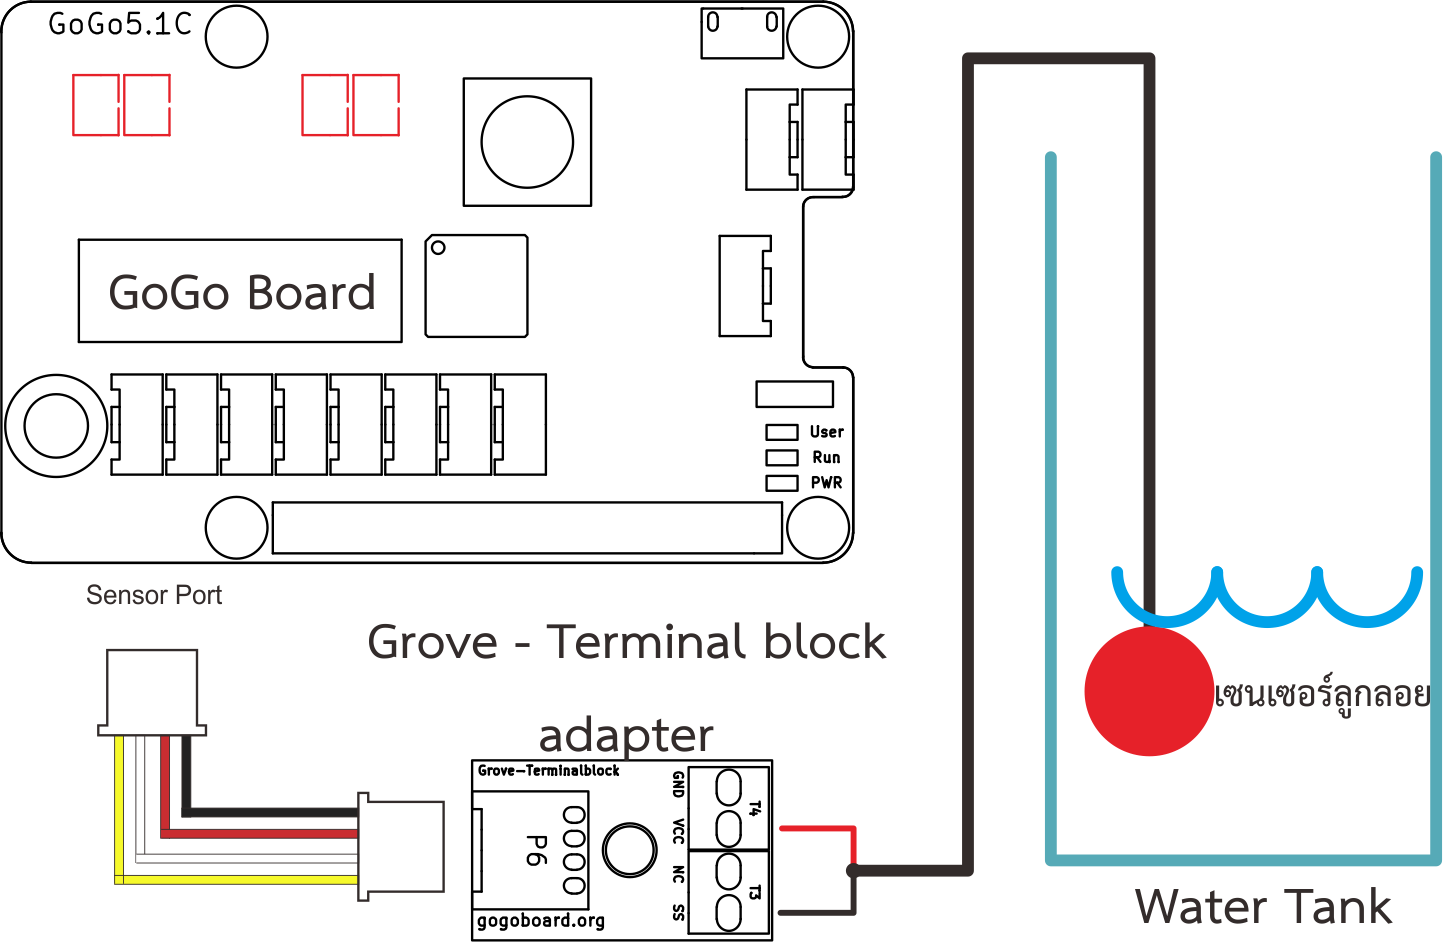 GoGo5.1C
GoGo Board
User
Run
PWR
Sensor Port
Grove - Terminal block
adapter
Grove-Terminalblock
P6
gogoboard.org
GND
VCC
NC
SS
T4
T3
เซนเซอร์ลูกลอย
Water Tank